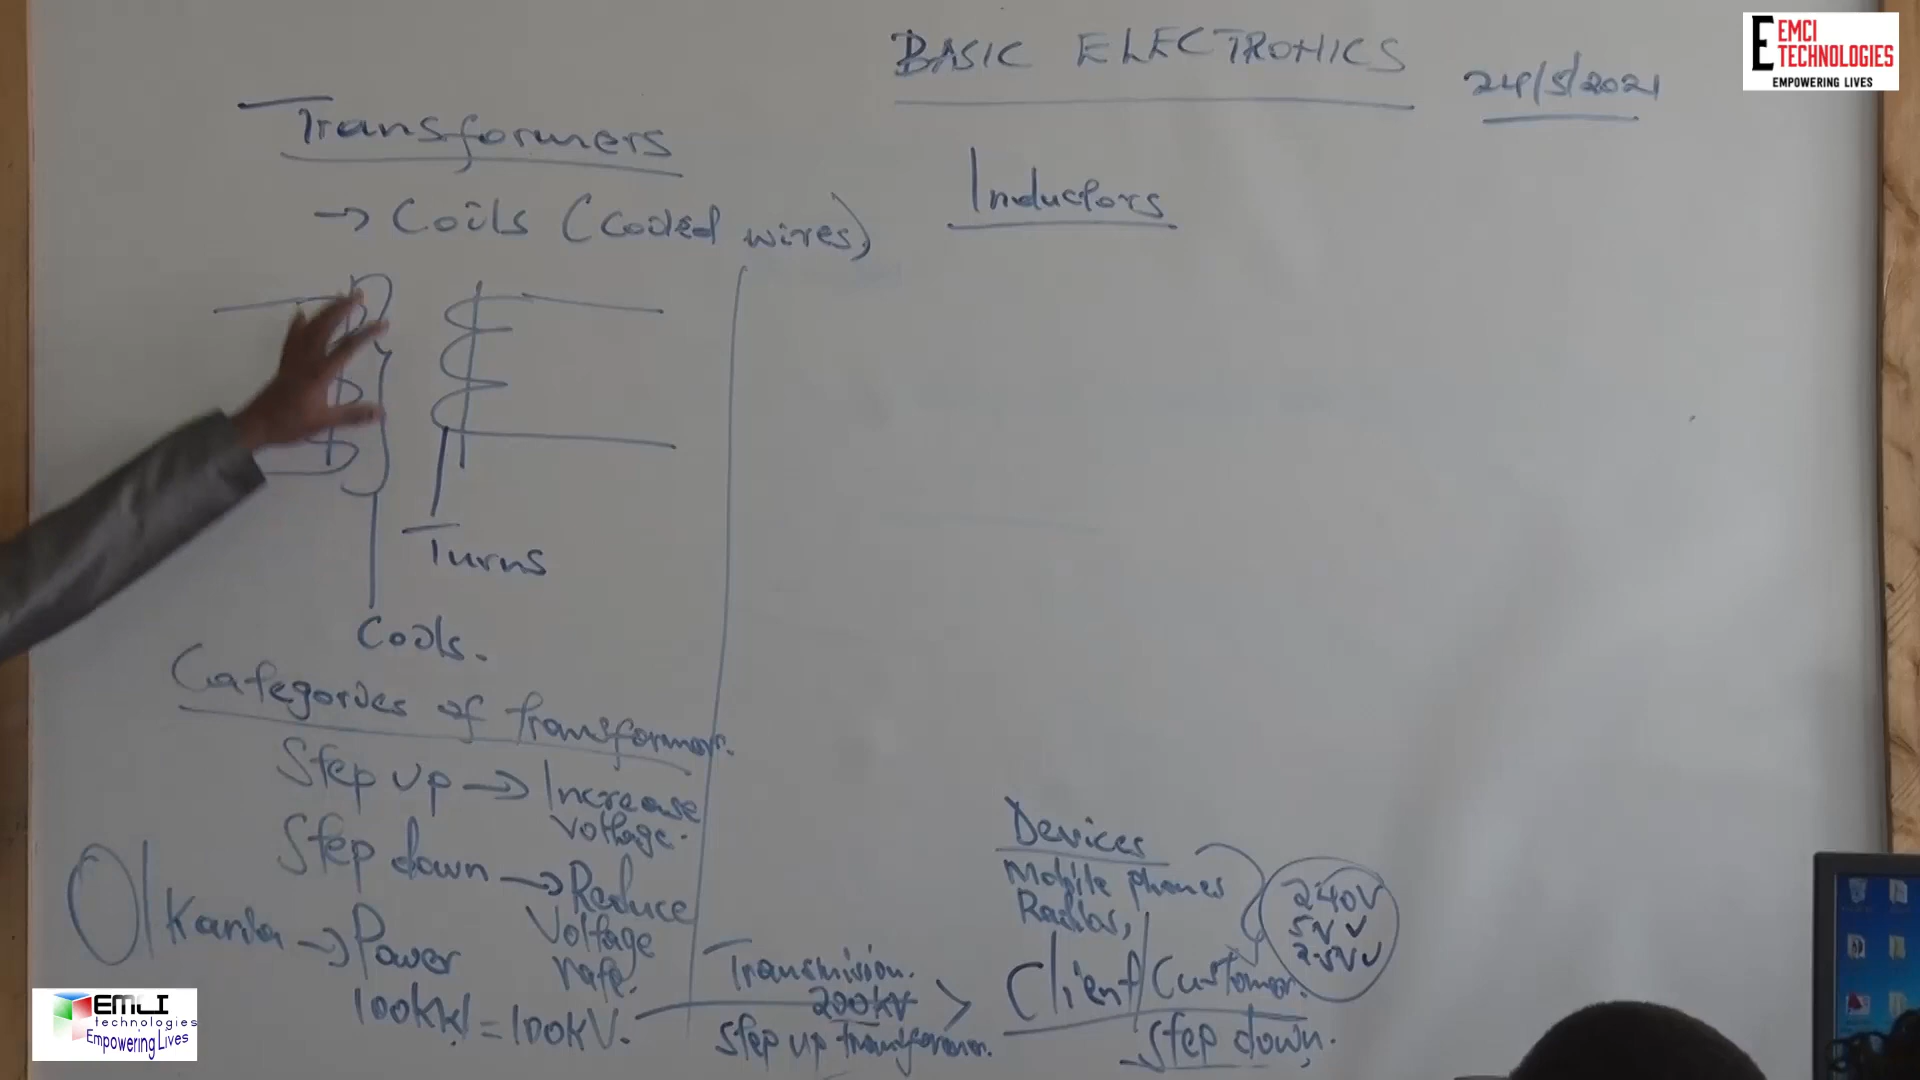 BASIC ELECTRONICS
24/5/2021
EMCI
TECHNOLOGIES
EMPOWERING LIVES
Transformers
→ Coils (Coiled wires)
Turns
Coils.
Categories of transformer.
Step up → Increase
voltage.
Step down → Reduce
Voltage
rate.
Olkaria → Power
100kW = 100kV.
Transmission.
200kV
Step up transformer.
Inductors
Devices
Mobile phones
Radios,
240V
5V
2.5V
Client/Customer.
Step down.
EMCI
technologies
Empowering Lives